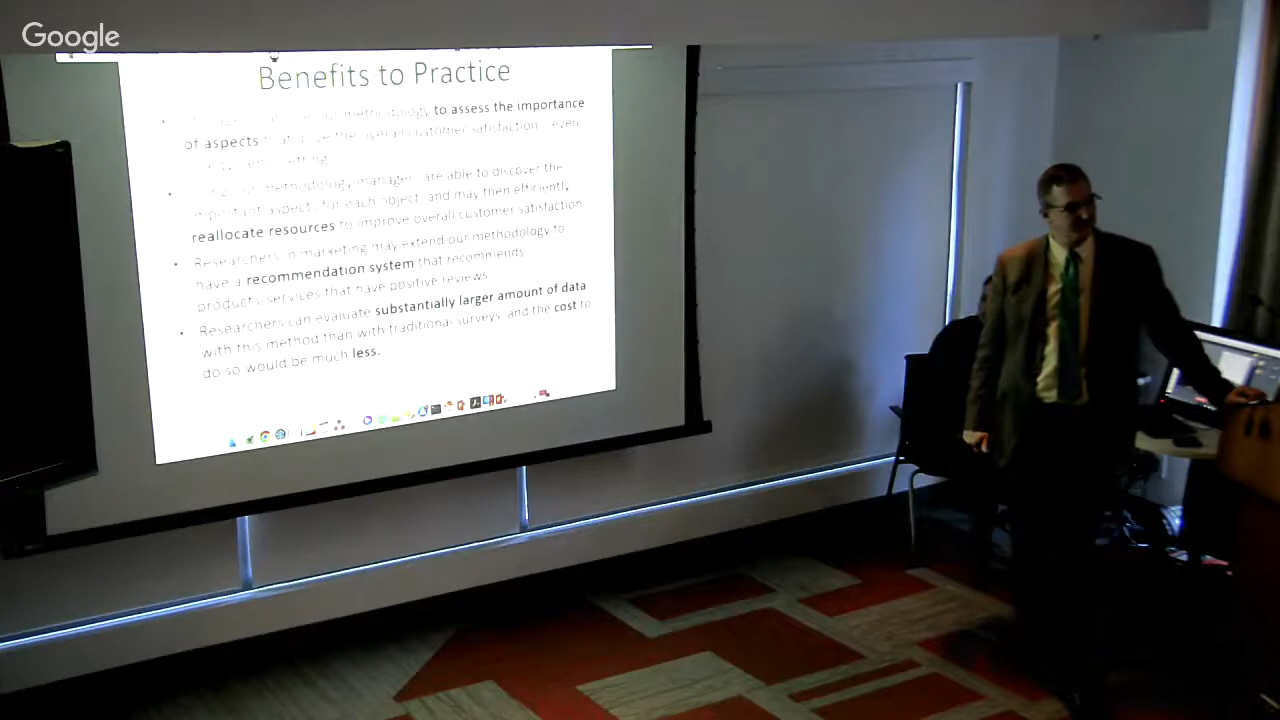 Google
Benefits to Practice
methodology to assess the importance
of aspects the customer satisfaction even
setting
methodology managers are able to discover the
important aspects for each object, and may then efficiently
reallocate resources to improve overall customer satisfaction
Researchers in marketing may extend our methodology to
have a recommendation system that recommends
products services that have positive reviews
Researchers can evaluate substantially larger amount of data
with this method than with traditional surveys, and the cost to
do so would be much less.